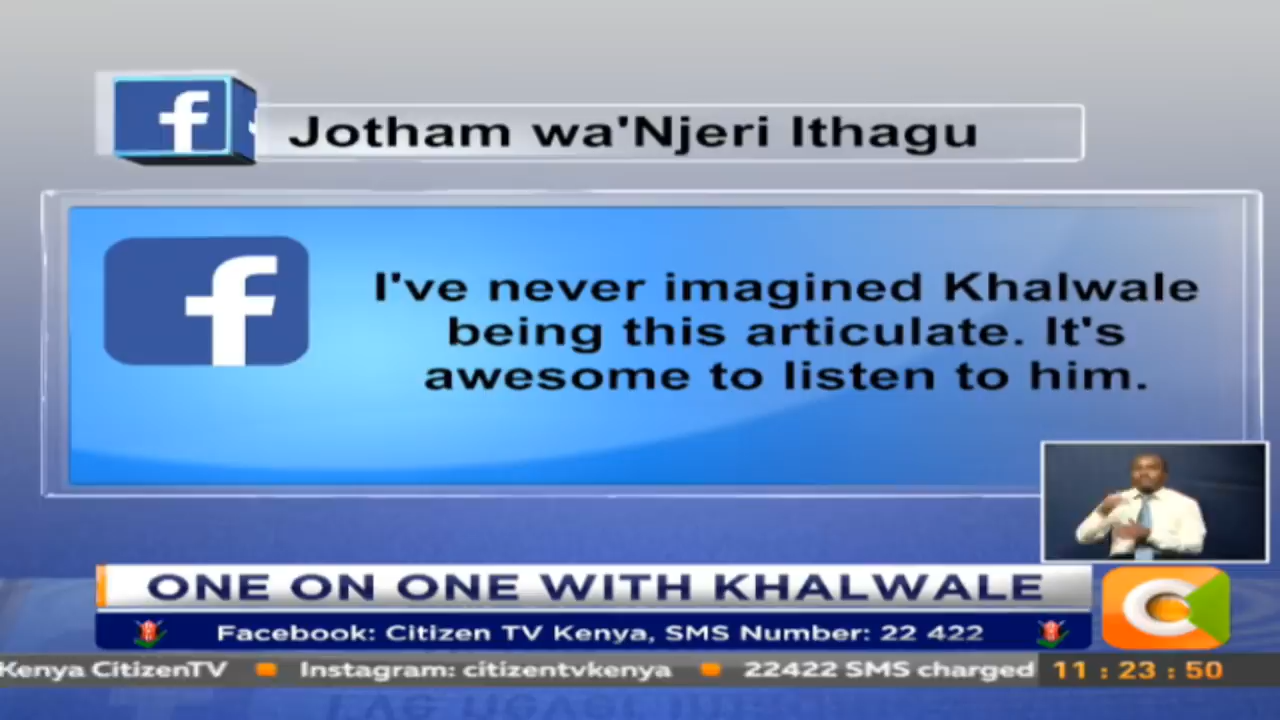 f
Jotham wa'Njeri Ithagu
f
I've never imagined Khalwale
being this articulate. It's
awesome to listen to him.
ONE ON ONE WITH KHALWALE
Facebook: Citizen TV Kenya, SMS Number: 22 422
Kenya CitizenTV
Instagram: citizentvkenya
22422 SMS charged
11 : 23 : 50